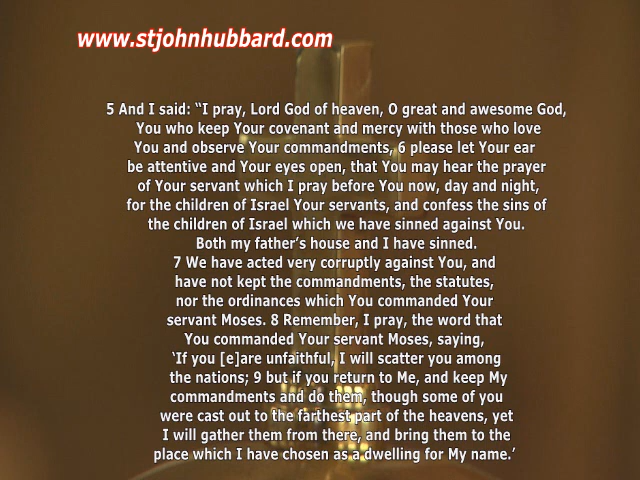 www.stjohnhubbard.com
5 And I said: “I pray, Lord God of heaven, O great and awesome God,
You who keep Your covenant and mercy with those who love
You and observe Your commandments, 6 please let Your ear
be attentive and Your eyes open, that You may hear the prayer
of Your servant which I pray before You now, day and night,
for the children of Israel Your servants, and confess the sins of
the children of Israel which we have sinned against You.
Both my father’s house and I have sinned.
7 We have acted very corruptly against You, and
have not kept the commandments, the statutes,
nor the ordinances which You commanded Your
servant Moses. 8 Remember, I pray, the word that
You commanded Your servant Moses, saying,
‘If you [e]are unfaithful, I will scatter you among
the nations; 9 but if you return to Me, and keep My
commandments and do them, though some of you
were cast out to the farthest part of the heavens, yet
I will gather them from there, and bring them to the
place which I have chosen as a dwelling for My name.’